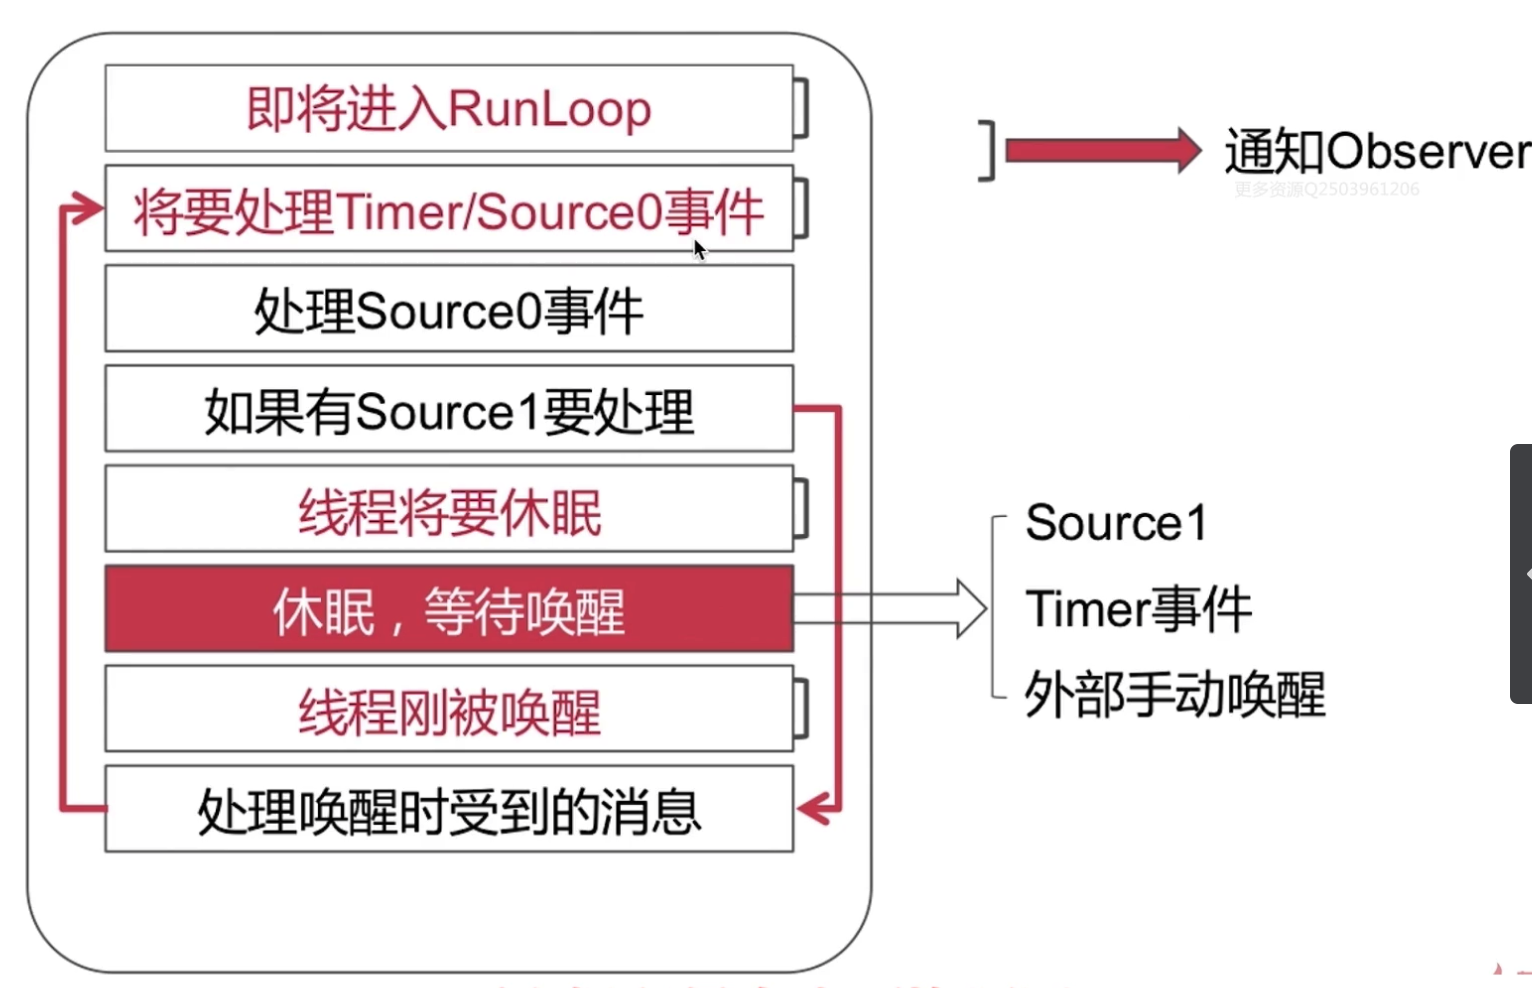 即将进入RunLoop
将要处理Timer/Source0事件
处理Source0事件
如果有Source1要处理
线程将要休眠
休眠，等待唤醒
线程刚被唤醒
处理唤醒时受到的消息
通知Observer
更多资源Q2503961206
Source1
Timer事件
外部手动唤醒